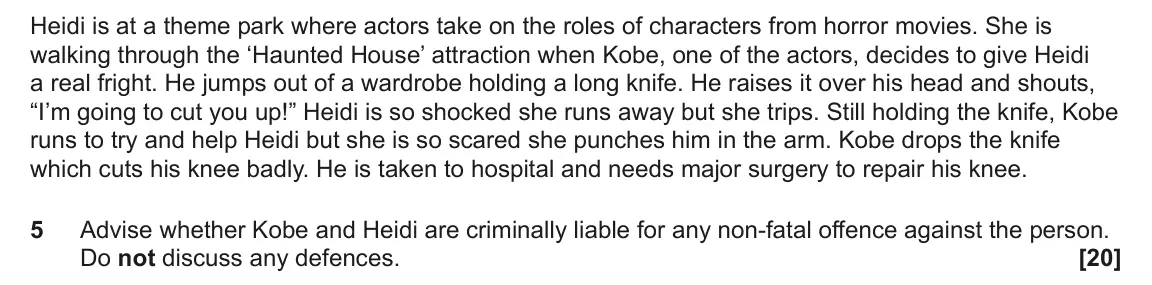 Heidi is at a theme park where actors take on the roles of characters from horror movies. She is
walking through the ‘Haunted House’ attraction when Kobe, one of the actors, decides to give Heidi
a real fright. He jumps out of a wardrobe holding a long knife. He raises it over his head and shouts,
“I’m going to cut you up!” Heidi is so shocked she runs away but she trips. Still holding the knife, Kobe
runs to try and help Heidi but she is so scared she punches him in the arm. Kobe drops the knife
which cuts his knee badly. He is taken to hospital and needs major surgery to repair his knee.
5 Advise whether Kobe and Heidi are criminally liable for any non-fatal offence against the person.
Do not discuss any defences. [20]